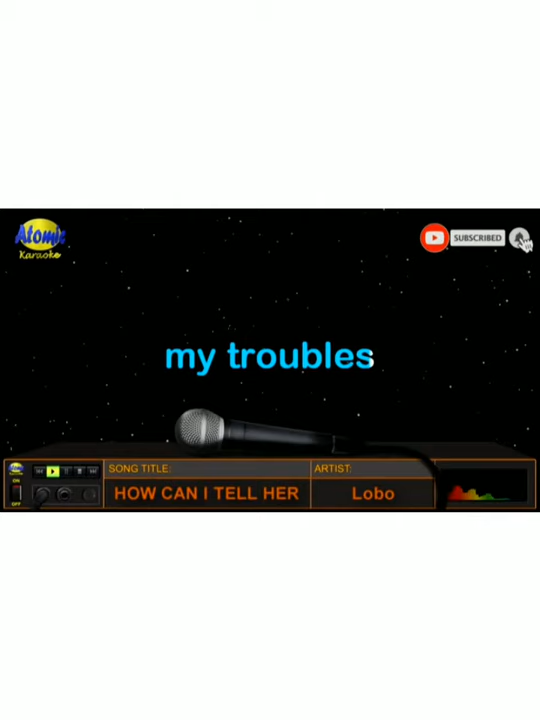 Atomic
Karaoke
SUBSCRIBED
my troubles
SONG TITLE:
ARTIST:
ON
HOW CAN I TELL HER
Lobo
OFF